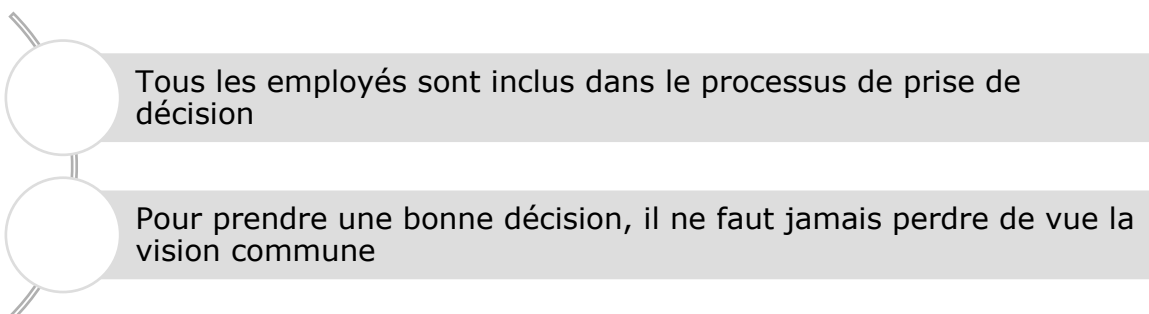 Tous les employés sont inclus dans le processus de prise de
décision
Pour prendre une bonne décision, il ne faut jamais perdre de vue la
vision commune